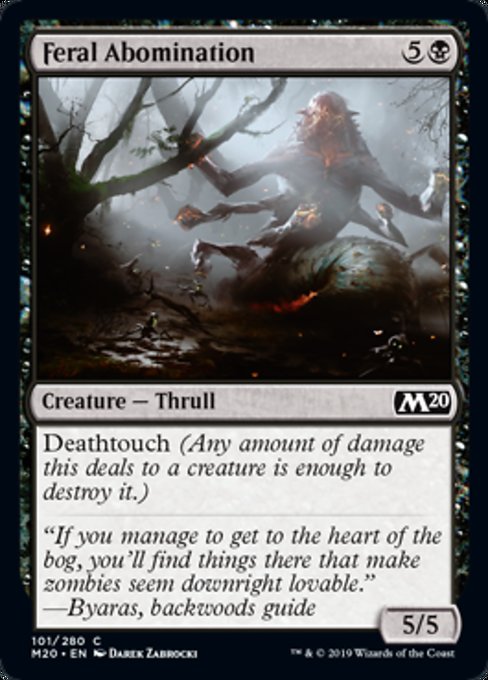 Feral Abomination 5
Creature — Thrull M20
Deathtouch (Any amount of damage
this deals to a creature is enough to
destroy it.)
“If you manage to get to the heart of the
bog, you’ll find things there that make
zombies seem downright lovable.”
—Byaras, backwoods guide
5/5
101/280 C
M20 • EN Darek Zabrocki
™ & © 2019 Wizards of the Coast